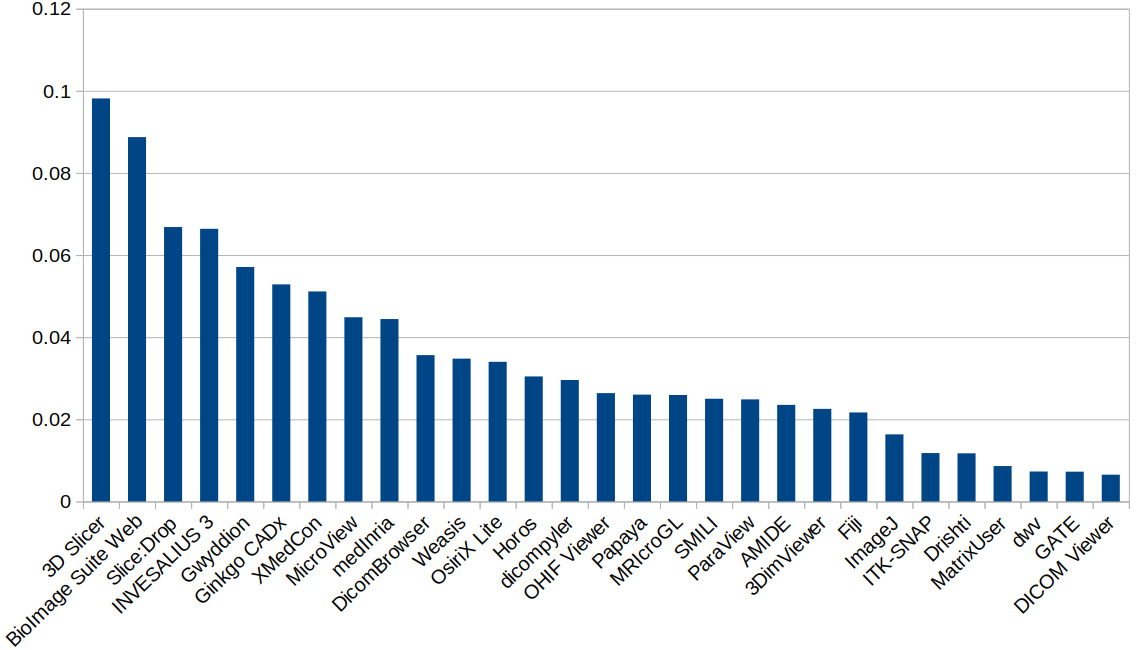 0.12
0.1
0.08
0.06
0.04
0.02
0
3D Slicer
BioImage Suite Web
Slice:Drop
INVESALIUS 3
Gwyddion
Ginkgo CADx
XMedCon
MicroView
medInria
DicomBrowser
Weasis
OsiriX Lite
Horos
dicompyler
OHIF Viewer
Papaya
MRIcroGL
SMILI
ParaView
AMIDE
3DimViewer
Fiji
ImageJ
ITK-SNAP
Drishti
MatrixUser
dwv
GATE
DICOM Viewer